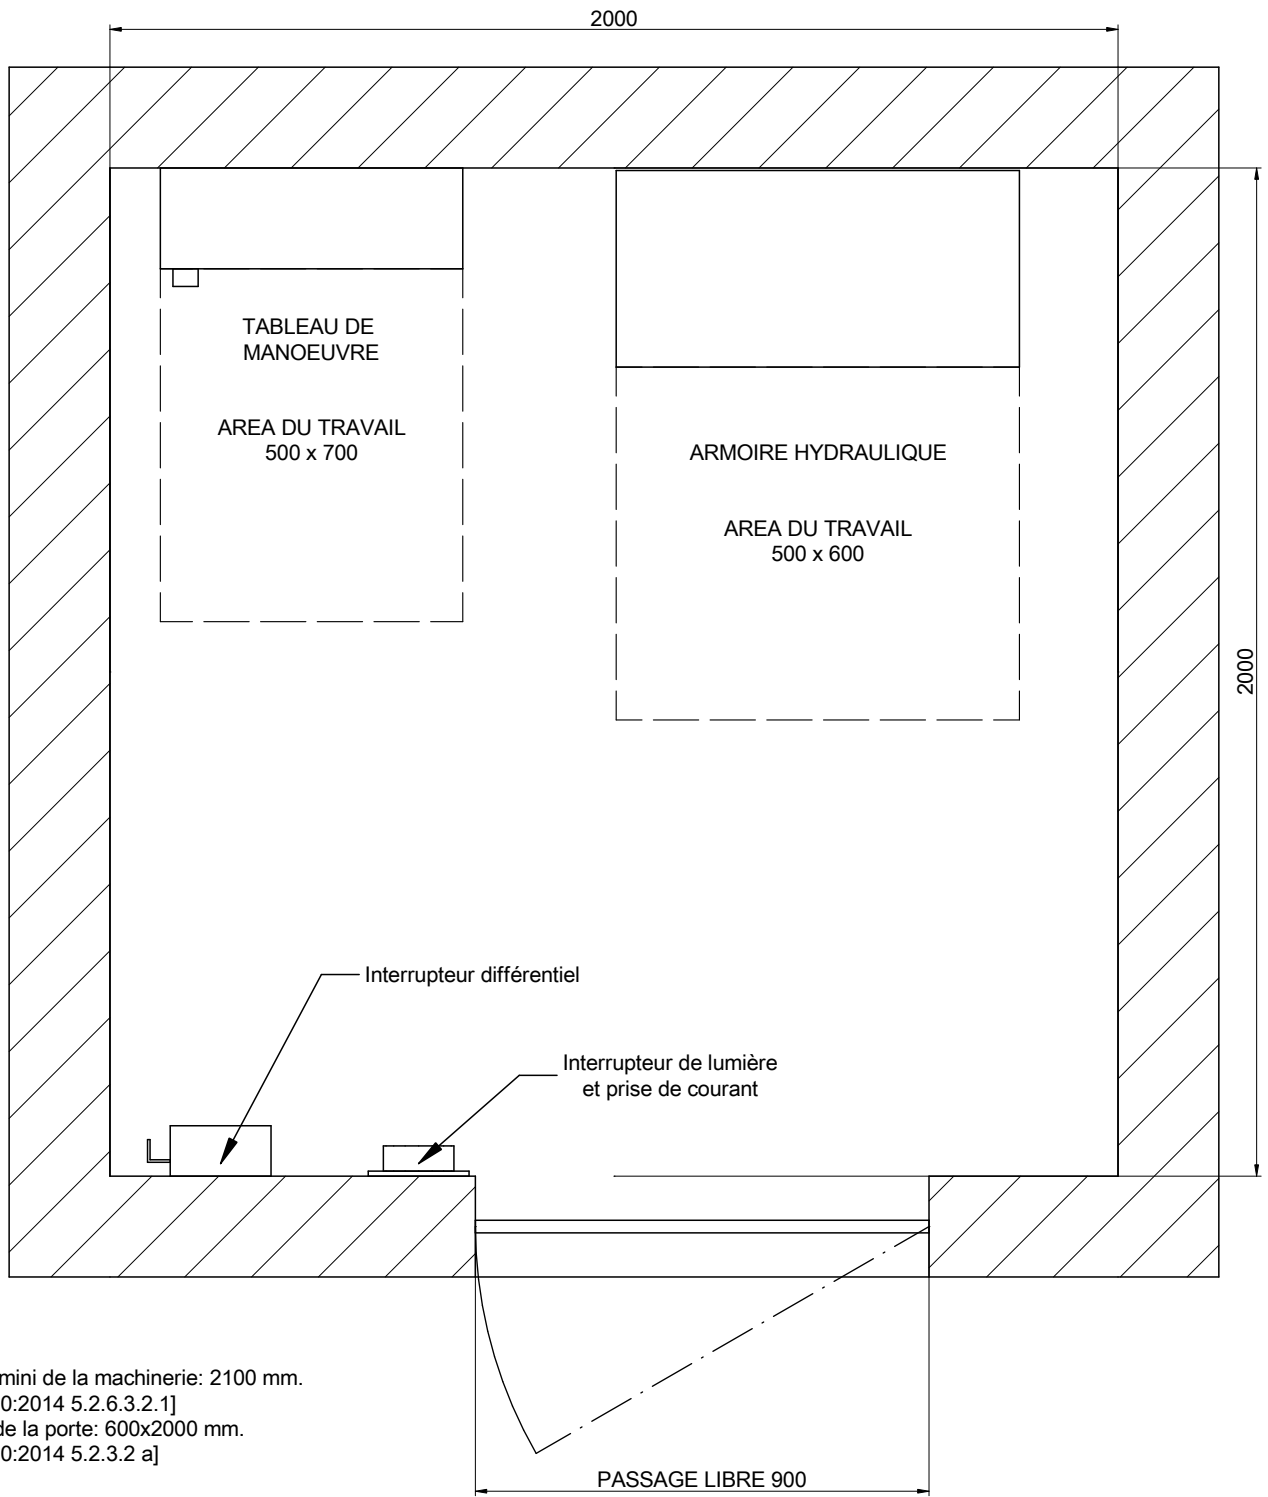 2000
TABLEAU DE
MANOEUVRE
AREA DU TRAVAIL
500 x 700
ARMOIRE HYDRAULIQUE
AREA DU TRAVAIL
500 x 600
2000
Interrupteur différentiel
Interrupteur de lumière
et prise de courant
mini de la machinerie: 2100 mm.
0:2014 5.2.6.3.2.1]
de la porte: 600x2000 mm.
0:2014 5.2.3.2 a]
PASSAGE LIBRE 900